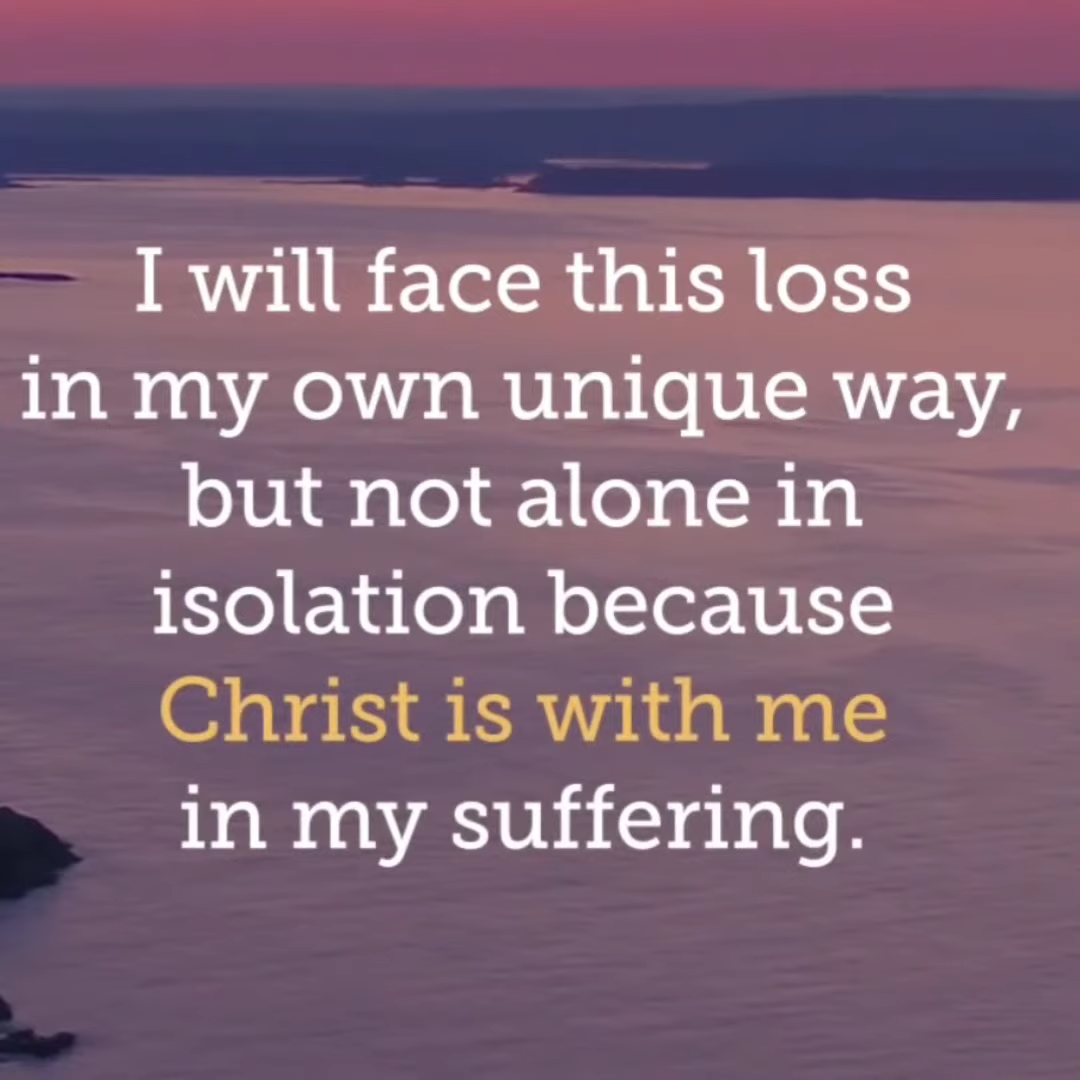 I will face this loss
in my own unique way,
but not alone in
isolation because
Christ is with me
in my suffering.